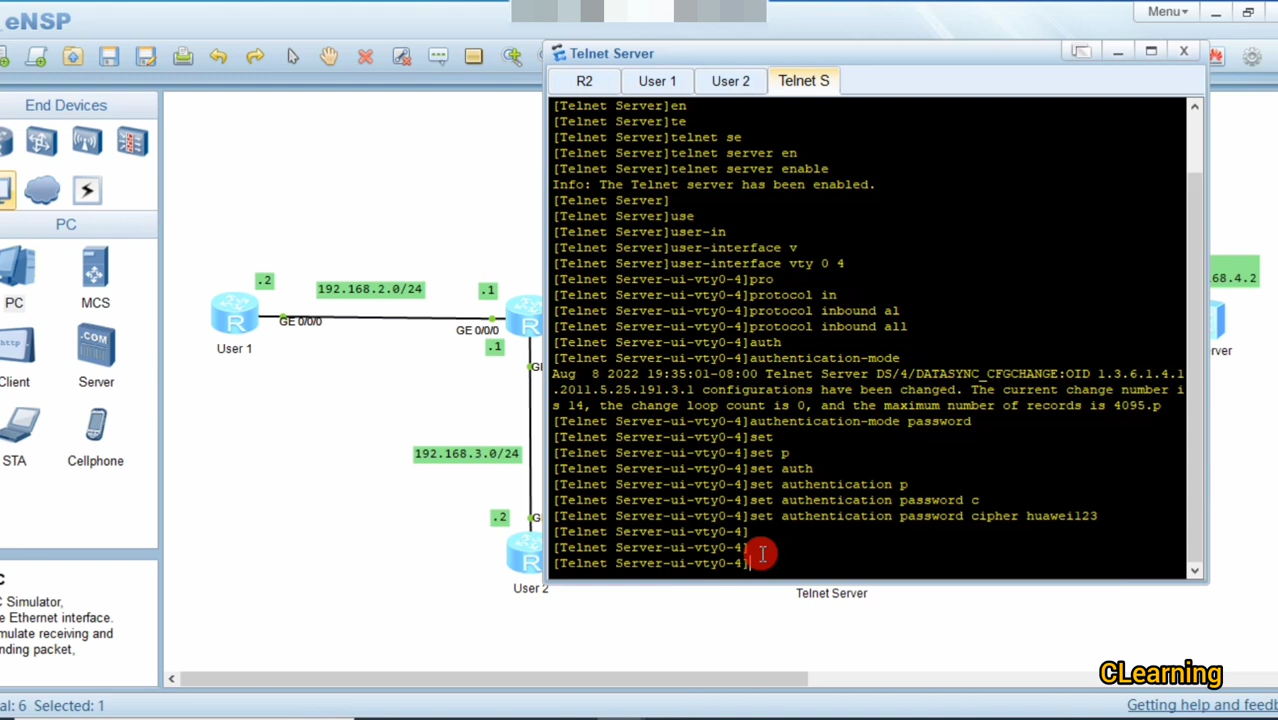 eNSP
Menu
Telnet Server
R2
User 1
User 2
Telnet S
End Devices
PC
PC
MCS
Client
Server
STA
Cellphone
C Simulator,
e Ethernet interface.
mulate receiving and
nding packet,
[Telnet Server]en
[Telnet Server]te
[Telnet Server]telnet se
[Telnet Server]telnet server en
[Telnet Server]telnet server enable
Info: The Telnet server has been enabled.
[Telnet Server]
[Telnet Server]use
[Telnet Server]user-in
[Telnet Server]user-interface v
[Telnet Server]user-interface vty 0 4
[Telnet Server-ui-vty0-4]pro
[Telnet Server-ui-vty0-4]protocol in
[Telnet Server-ui-vty0-4]protocol inbound al
[Telnet Server-ui-vty0-4]protocol inbound all
[Telnet Server-ui-vty0-4]auth
[Telnet Server-ui-vty0-4]authentication-mode
Aug  8 2022 19:35:01-08:00 Telnet Server DS/4/DATASYNC_CFGCHANGE:OID 1.3.6.1.4.1
.2011.5.25.191.3.1 configurations have been changed. The current change number i
s 14, the change loop count is 0, and the maximum number of records is 4095.p
[Telnet Server-ui-vty0-4]authentication-mode password
[Telnet Server-ui-vty0-4]set
[Telnet Server-ui-vty0-4]set p
[Telnet Server-ui-vty0-4]set auth
[Telnet Server-ui-vty0-4]set authentication p
[Telnet Server-ui-vty0-4]set authentication password c
[Telnet Server-ui-vty0-4]set authentication password cipher huawei123
[Telnet Server-ui-vty0-4]
[Telnet Server-ui-vty0-4]
[Telnet Server-ui-vty0-4]
.2
192.168.2.0/24
.1
GE 0/0/0
GE 0/0/0
User 1
.1
GE
192.168.3.0/24
.2
GE
User 2
Telnet Server
68.4.2
rver
.COM
http
R
R
R
CLearning
al: 6 Selected: 1
Getting help and feedb